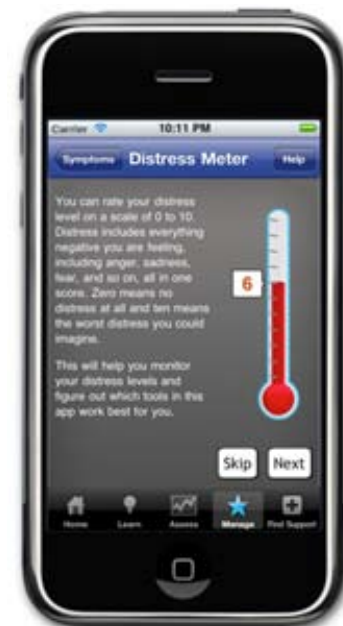 Carrier 10:11 PM
Symptoms Distress Meter Help
You can rate your distress
level on a scale of 0 to 10.
Distress includes everything
negative you are feeling,
including anger, sadness,
fear, and so on, all in one
score. Zero means no
distress at all and ten means
the worst distress you could
imagine.
6
This will help you monitor
your distress levels and
figure out which tools in this
app work best for you.
Skip Next
Home Learn Assess Manage Find Support